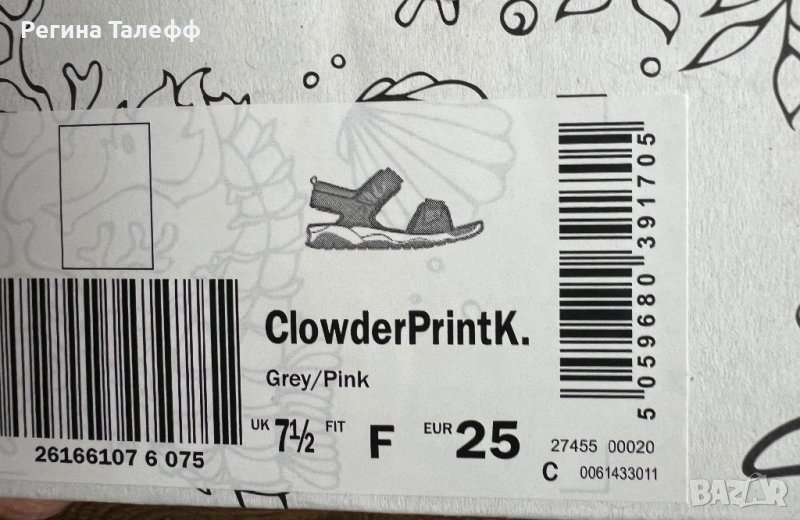 Регина Талефф
ClowderPrintK.
Grey/Pink
UK 7½ FIT F EUR 25
26166107 6 075
27455 00020
C 0061433011
5 059680 391705
BAZAR